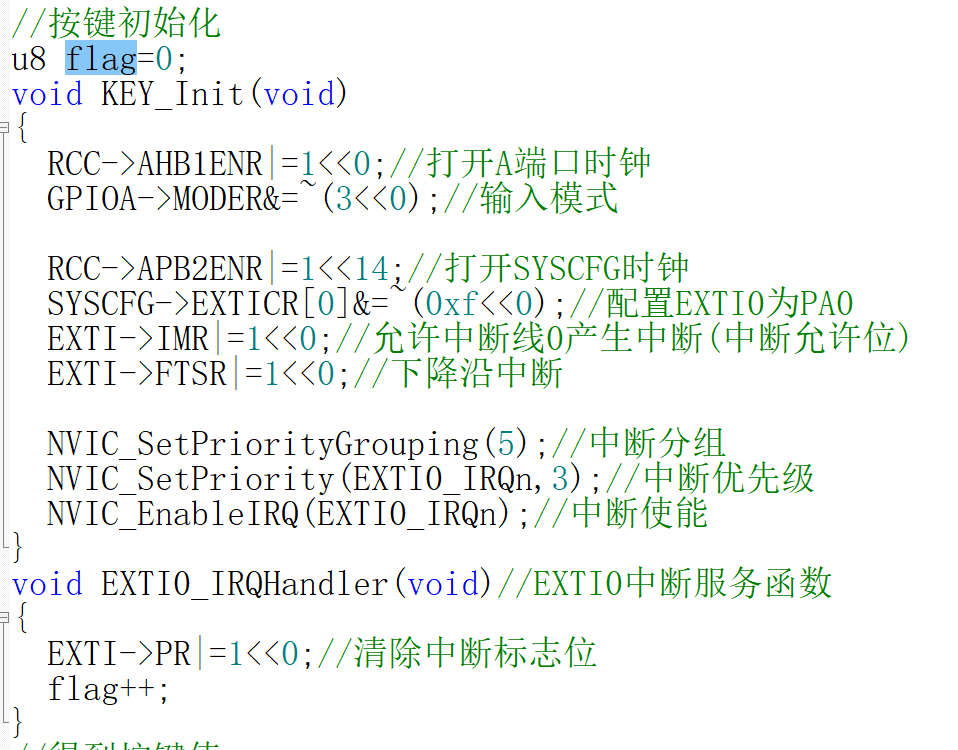 //按键初始化
u8 flag=0;
void KEY_Init(void)
{
RCC->AHB1ENR|=1<<0;//打开A端口时钟
GPIOA->MODER&=~(3<<0);//输入模式
RCC->APB2ENR|=1<<14;//打开SYSCFG时钟
SYSCFG->EXTICR[0]&=~(0xf<<0);//配置EXTI0为PA0
EXTI->IMR|=1<<0;//允许中断线0产生中断(中断允许位)
EXTI->FTSR|=1<<0;//下降沿中断
NVIC_SetPriorityGrouping(5);//中断分组
NVIC_SetPriority(EXTI0_IRQn,3);//中断优先级
NVIC_EnableIRQ(EXTI0_IRQn);//中断使能
}
void EXTI0_IRQHandler(void)//EXTI0中断服务函数
{
EXTI->PR|=1<<0;//清除中断标志位
flag++;
}